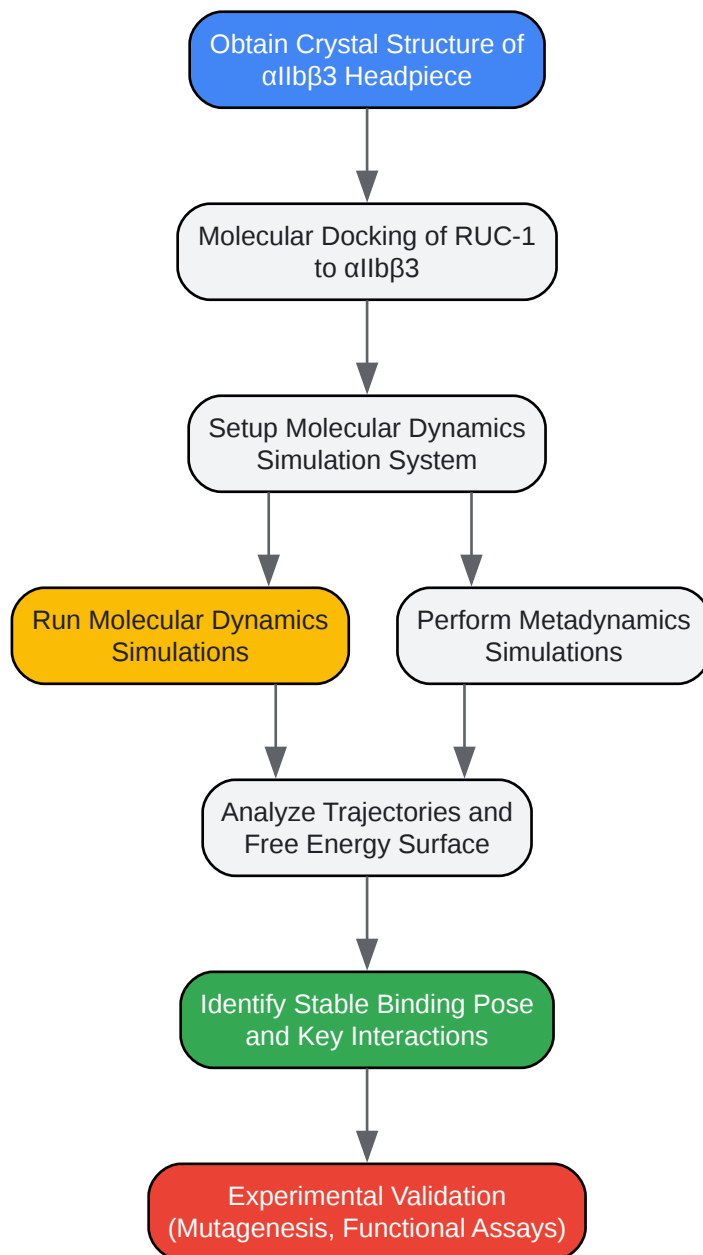 Obtain Crystal Structure of
αIIbβ3 Headpiece
Molecular Docking of RUC-1
to αIIbβ3
Setup Molecular Dynamics
Simulation System
Run Molecular Dynamics
Simulations
Perform Metadynamics
Simulations
Analyze Trajectories and
Free Energy Surface
Identify Stable Binding Pose
and Key Interactions
Experimental Validation
(Mutagenesis, Functional Assays)